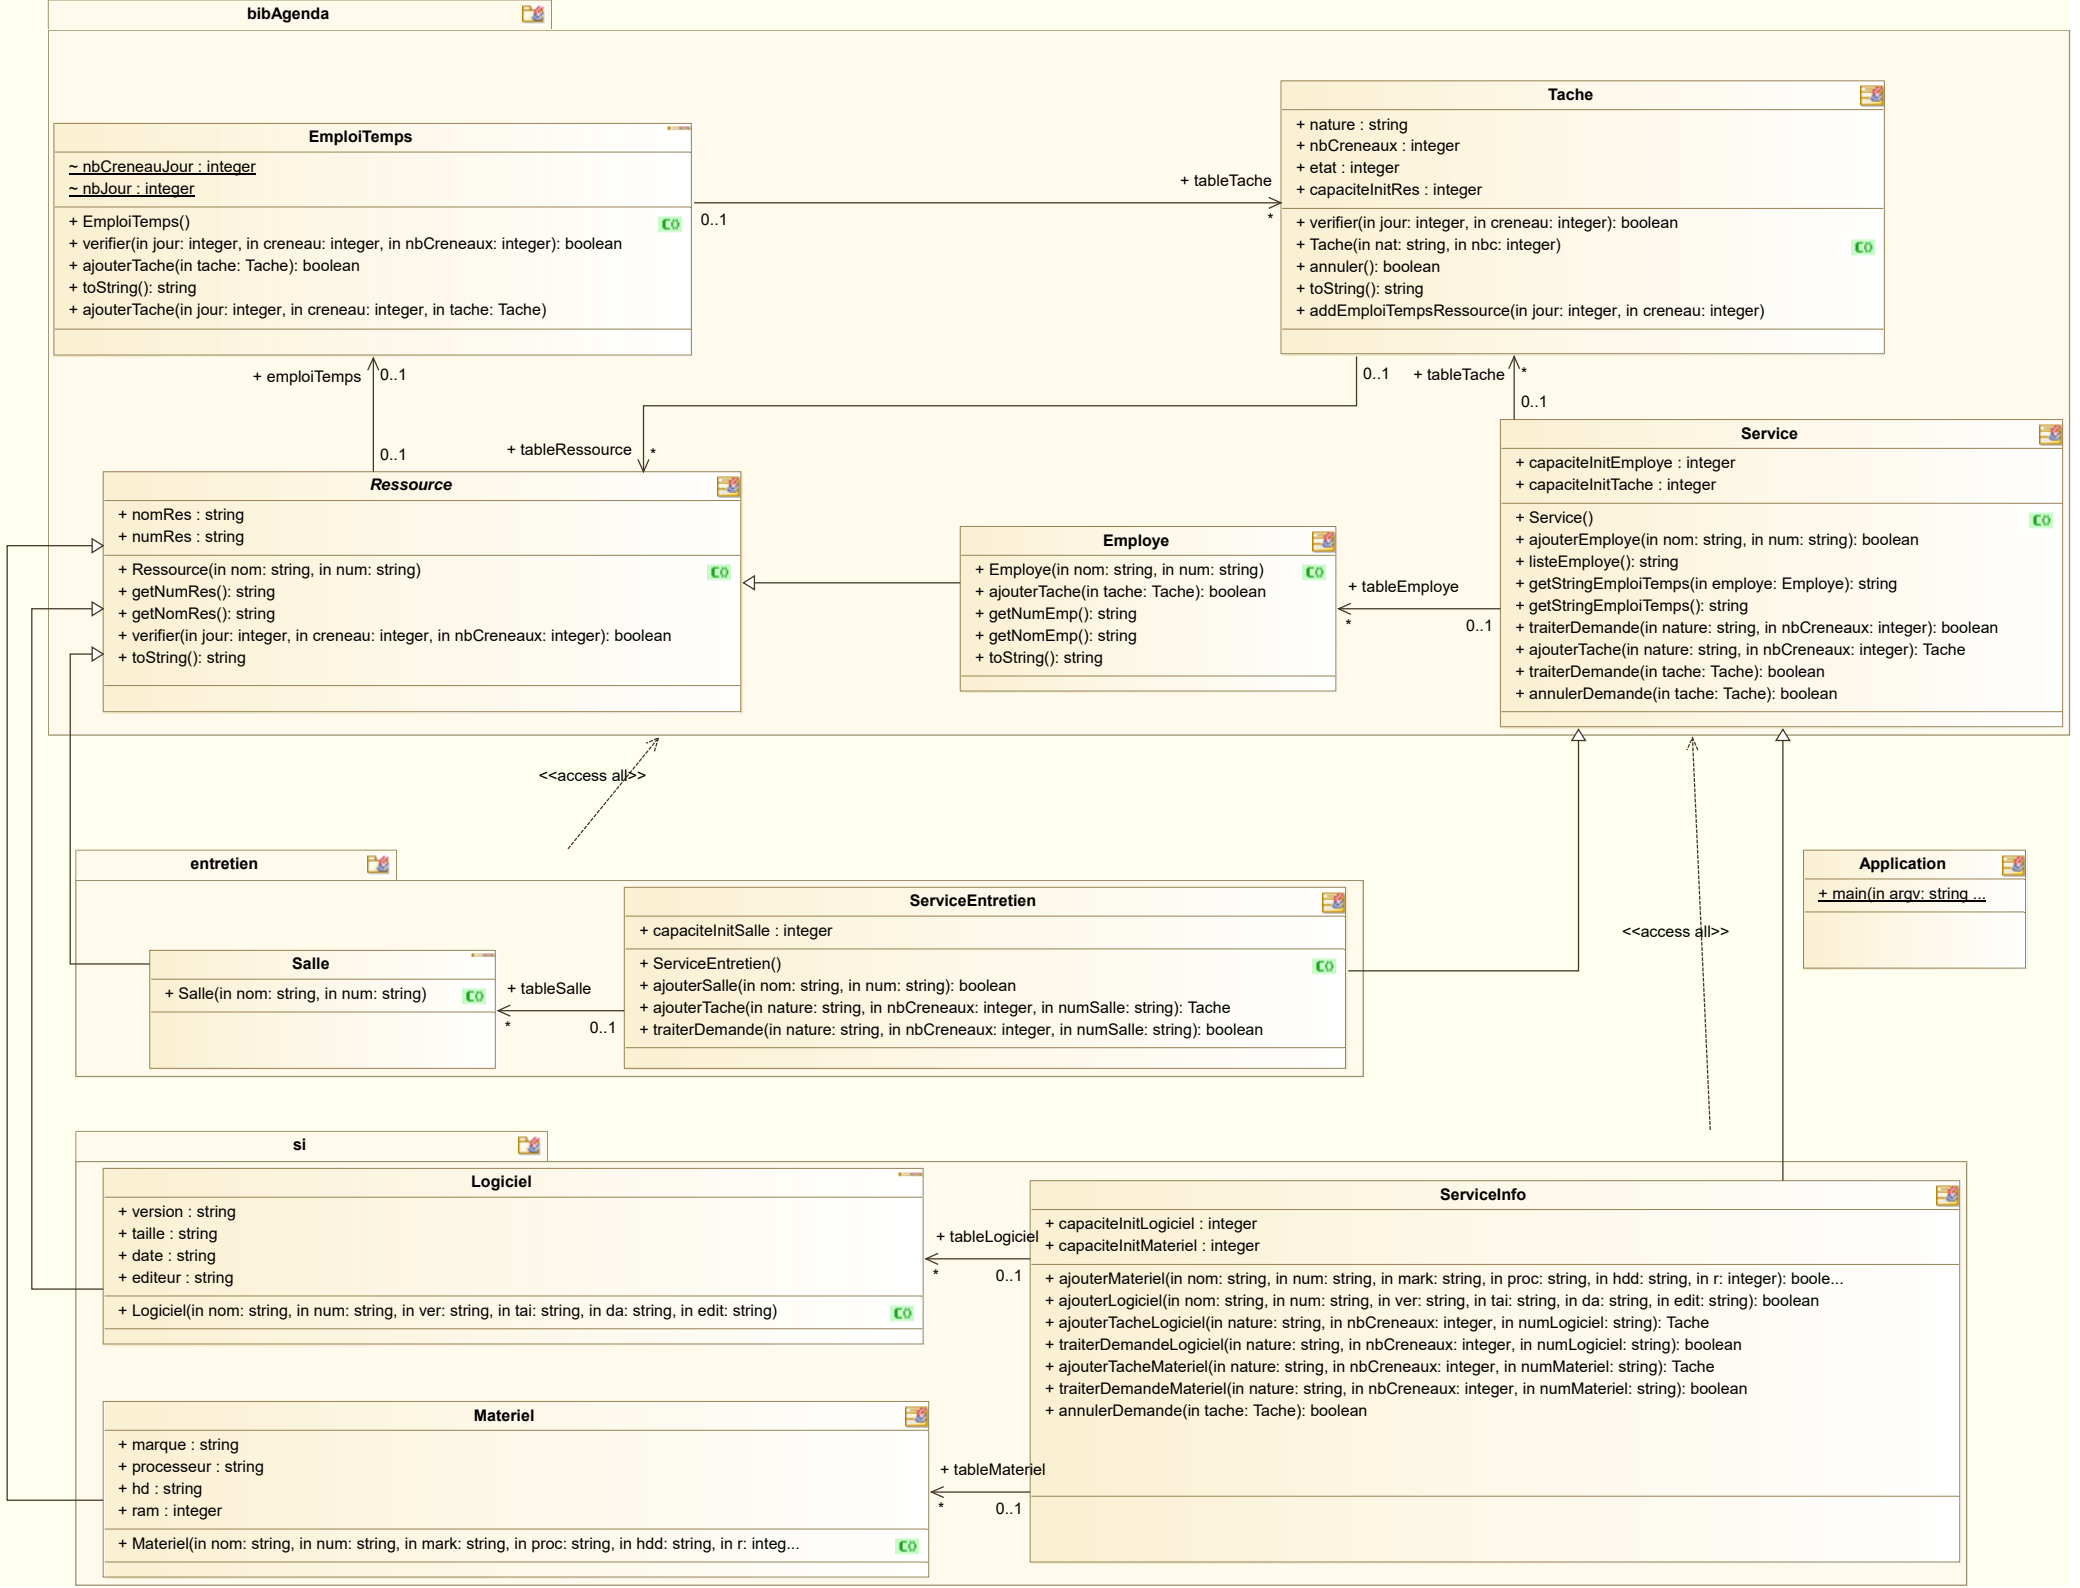 bibAgenda
EmploiTemps
~ nbCreneauJour : integer
~ nbJour : integer
+ EmploiTemps()
+ verifier(in jour: integer, in creneau: integer, in nbCreneaux: integer): boolean
+ ajouterTache(in tache: Tache): boolean
+ toString(): string
+ ajouterTache(in jour: integer, in creneau: integer, in tache: Tache)
+ tableTache
0..1
*
Tache
+ nature : string
+ nbCreneaux : integer
+ etat : integer
+ capaciteInitRes : integer
+ verifier(in jour: integer, in creneau: integer): boolean
+ Tache(in nat: string, in nbc: integer)
+ annuler(): boolean
+ toString(): string
+ addEmploiTempsRessource(in jour: integer, in creneau: integer)
+ emploiTemps
0..1
0..1
+ tableRessource
*
0..1
+ tableTache
*
0..1
Ressource
+ nomRes : string
+ numRes : string
+ Ressource(in nom: string, in num: string)
+ getNumRes(): string
+ getNomRes(): string
+ verifier(in jour: integer, in creneau: integer, in nbCreneaux: integer): boolean
+ toString(): string
Employe
+ Employe(in nom: string, in num: string)
+ ajouterTache(in tache: Tache): boolean
+ getNumEmp(): string
+ getNomEmp(): string
+ toString(): string
+ tableEmploye
*
0..1
Service
+ capaciteInitEmploye : integer
+ capaciteInitTache : integer
+ Service()
+ ajouterEmploye(in nom: string, in num: string): boolean
+ listeEmploye(): string
+ getStringEmploiTemps(in employe: Employe): string
+ getStringEmploiTemps(): string
+ traiterDemande(in nature: string, in nbCreneaux: integer): boolean
+ ajouterTache(in nature: string, in nbCreneaux: integer): Tache
+ traiterDemande(in tache: Tache): boolean
+ annulerDemande(in tache: Tache): boolean
<<access all>>
<<access all>>
entretien
Salle
+ Salle(in nom: string, in num: string)
+ tableSalle
*
0..1
ServiceEntretien
+ capaciteInitSalle : integer
+ ServiceEntretien()
+ ajouterSalle(in nom: string, in num: string): boolean
+ ajouterTache(in nature: string, in nbCreneaux: integer, in numSalle: string): Tache
+ traiterDemande(in nature: string, in nbCreneaux: integer, in numSalle: string): boolean
Application
+ main(in argv: string ...
si
Logiciel
+ version : string
+ taille : string
+ date : string
+ editeur : string
+ Logiciel(in nom: string, in num: string, in ver: string, in tai: string, in da: string, in edit: string)
+ tableLogiciel
*
0..1
ServiceInfo
+ capaciteInitLogiciel : integer
+ capaciteInitMateriel : integer
+ ajouterMateriel(in nom: string, in num: string, in mark: string, in proc: string, in hdd: string, in r: integer): boole...
+ ajouterLogiciel(in nom: string, in num: string, in ver: string, in tai: string, in da: string, in edit: string): boolean
+ ajouterTacheLogiciel(in nature: string, in nbCreneaux: integer, in numLogiciel: string): Tache
+ traiterDemandeLogiciel(in nature: string, in nbCreneaux: integer, in numLogiciel: string): boolean
+ ajouterTacheMateriel(in nature: string, in nbCreneaux: integer, in numMateriel: string): Tache
+ traiterDemandeMateriel(in nature: string, in nbCreneaux: integer, in numMateriel: string): boolean
+ annulerDemande(in tache: Tache): boolean
Materiel
+ marque : string
+ processeur : string
+ hd : string
+ ram : integer
+ Materiel(in nom: string, in num: string, in mark: string, in proc: string, in hdd: string, in r: integ...
+ tableMateriel
*
0..1